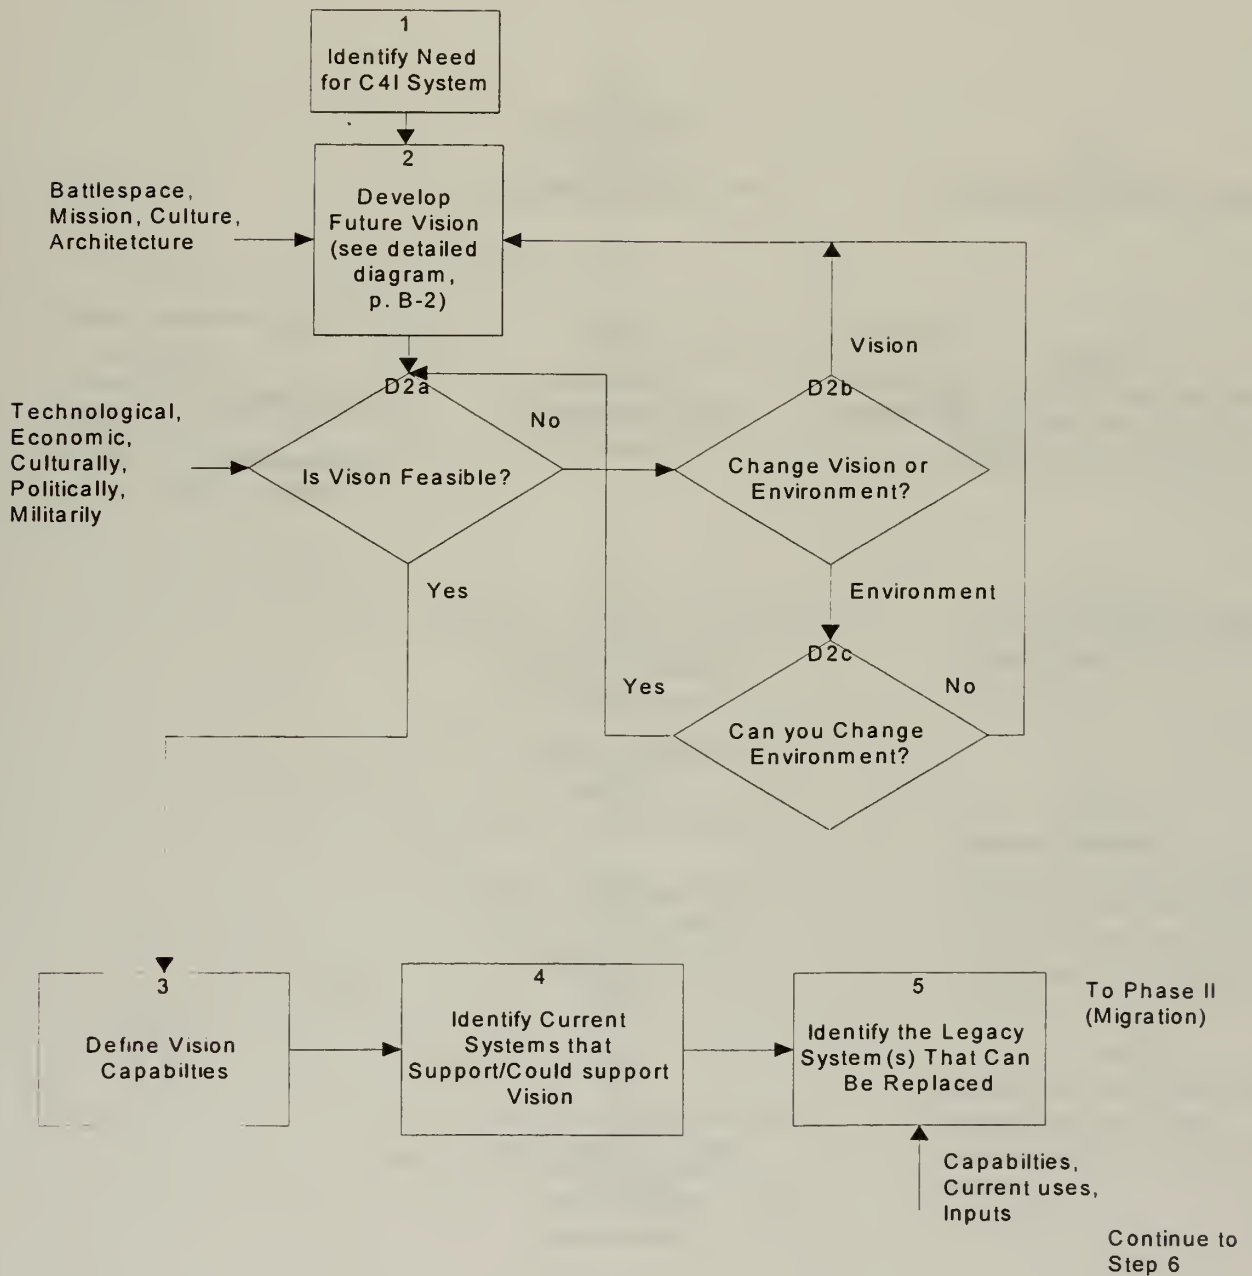 1
Identify Need
for C4I System
2
Develop
Future Vision
(see detailed
diagram,
p. B-2)
Battlespace,
Mission, Culture,
Architetcture
D2a
Is Vison Feasible?
Technological,
Economic,
Culturally,
Politically,
Militarily
No
Yes
Vision
D2b
Change Vision or
Environment?
Environment
D2c
Can you Change
Environment?
Yes
No
3
Define Vision
Capabilties
4
Identify Current
Systems that
Support/Could support
Vision
5
Identify the Legacy
System(s) That Can
Be Replaced
To Phase II
(Migration)
Capabilties,
Current uses,
Inputs
Continue to
Step 6